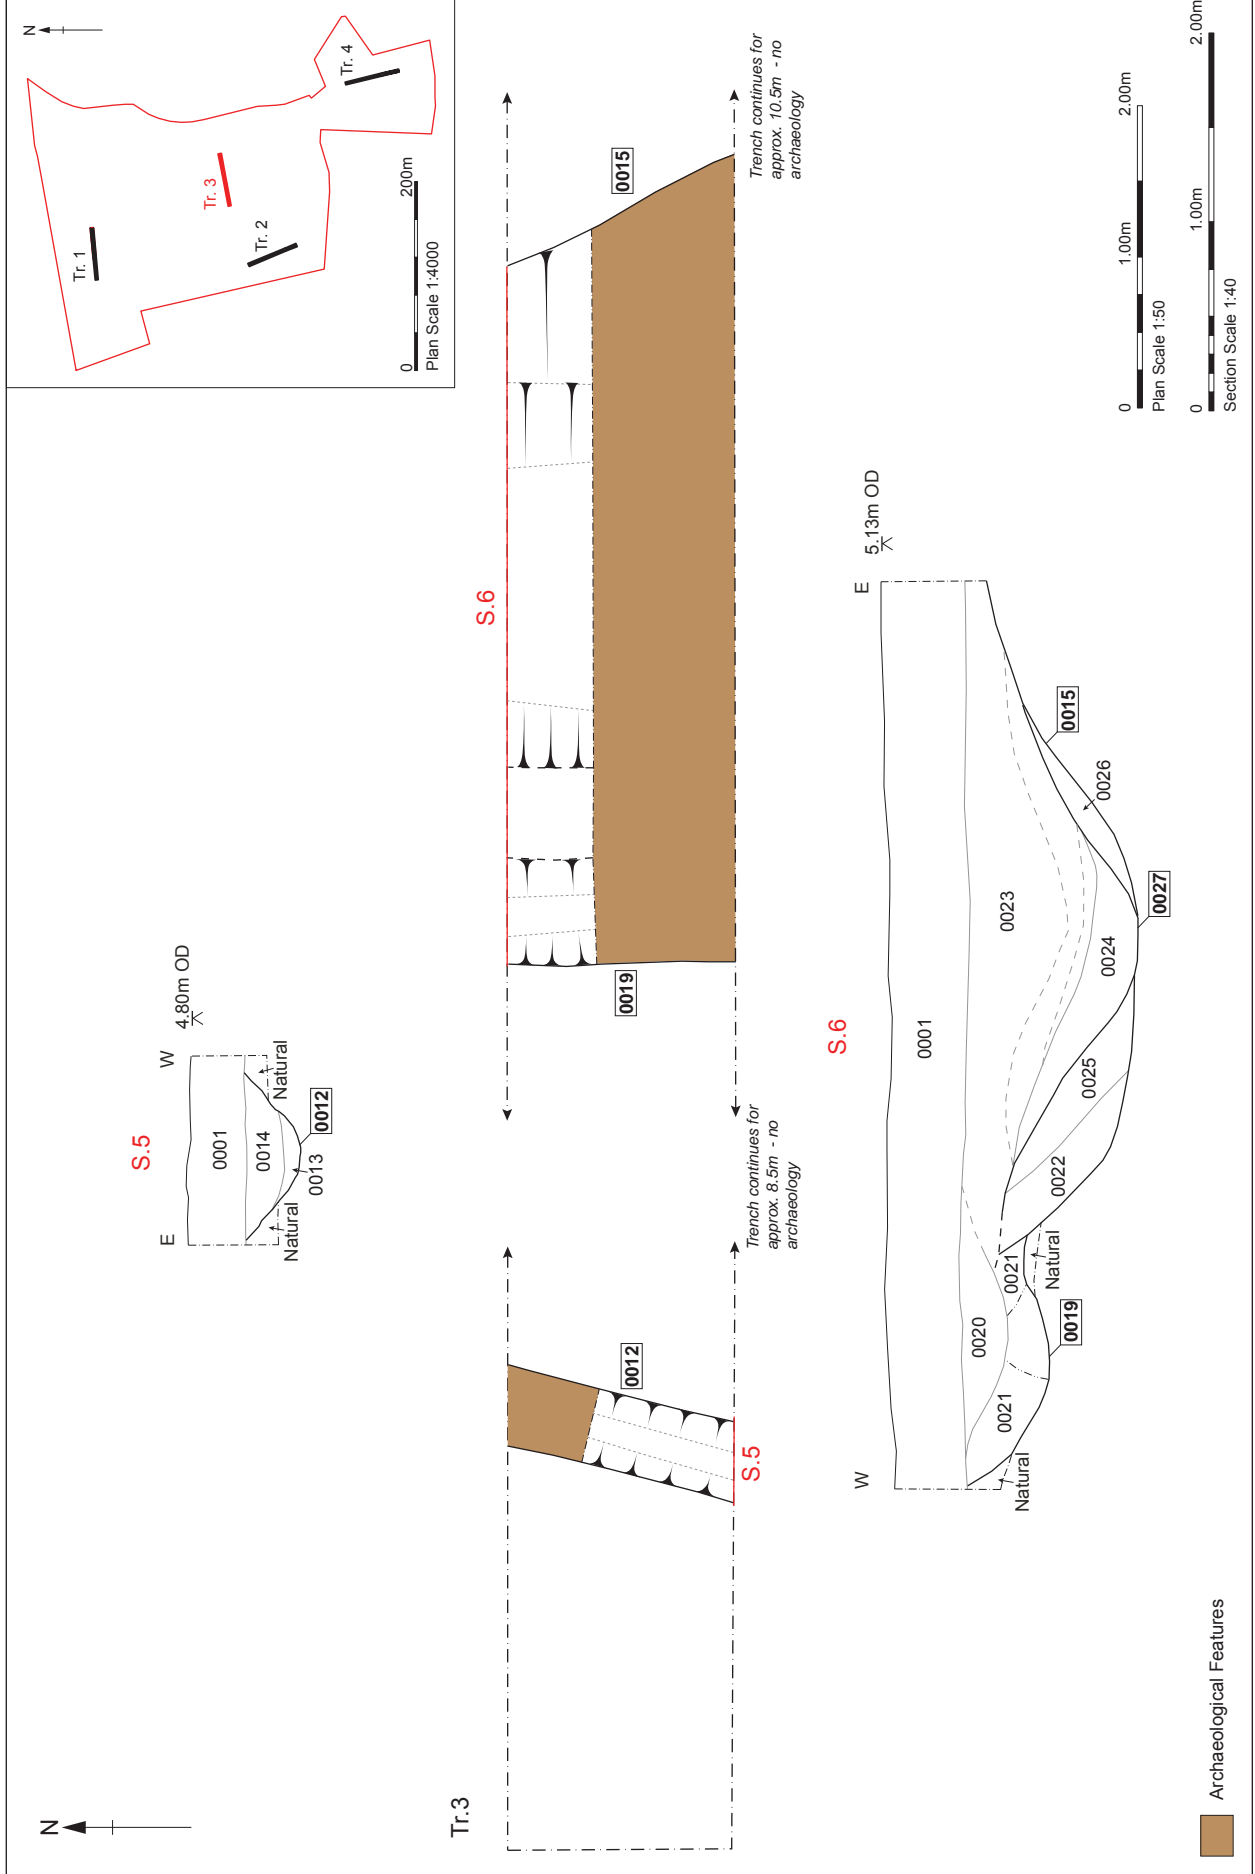 N
Tr.3
S.5
E
W
4.80m OD
0001
0014
0013
Natural
Natural
0012
N
Tr. 1
Tr. 2
Tr. 3
Tr. 4
0
200m
Plan Scale 1:4000
S.6
0012
S.5
Trench continues for
approx. 8.5m - no
archaeology
0019
0015
Trench continues for
approx. 10.5m - no
archaeology
S.6
W
E
5.13m OD
0001
0020
0021
0021
Natural
Natural
0019
0022
0025
0023
0024
0027
0026
0015
0
1.00m
2.00m
Plan Scale 1:50
0
1.00m
2.00m
Section Scale 1:40
Archaeological Features